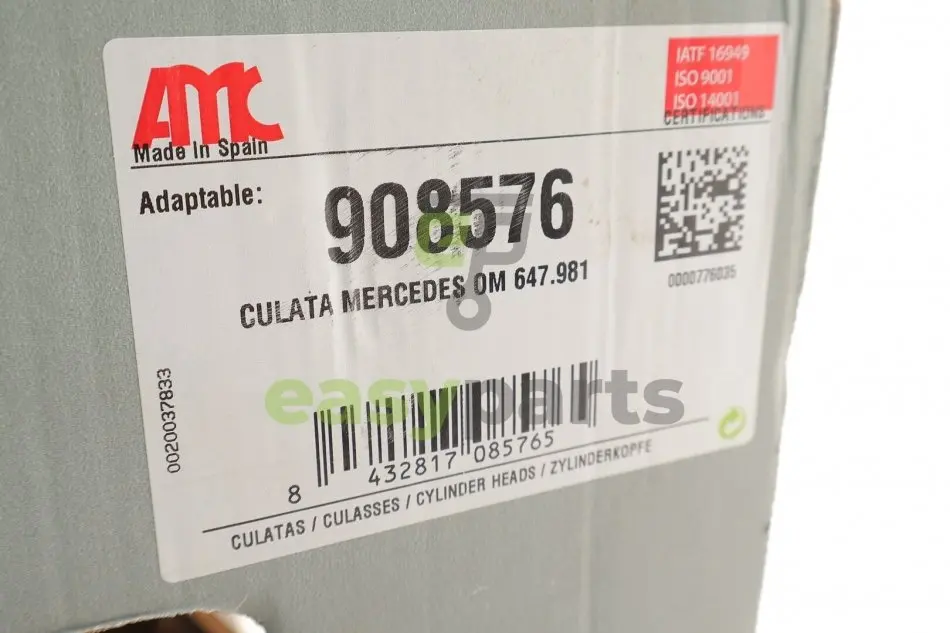 AMC
Made In Spain
IATF 16949
ISO 9001
ISO 14001
CERTIFICATIONS
Adaptable:
908576
0000776035
CULATA MERCEDES OM 647.981
0020037833
easyparts
8 432817 085765
CULATAS / CULASSES / CYLINDER HEADS / ZYLINDERKOPFE